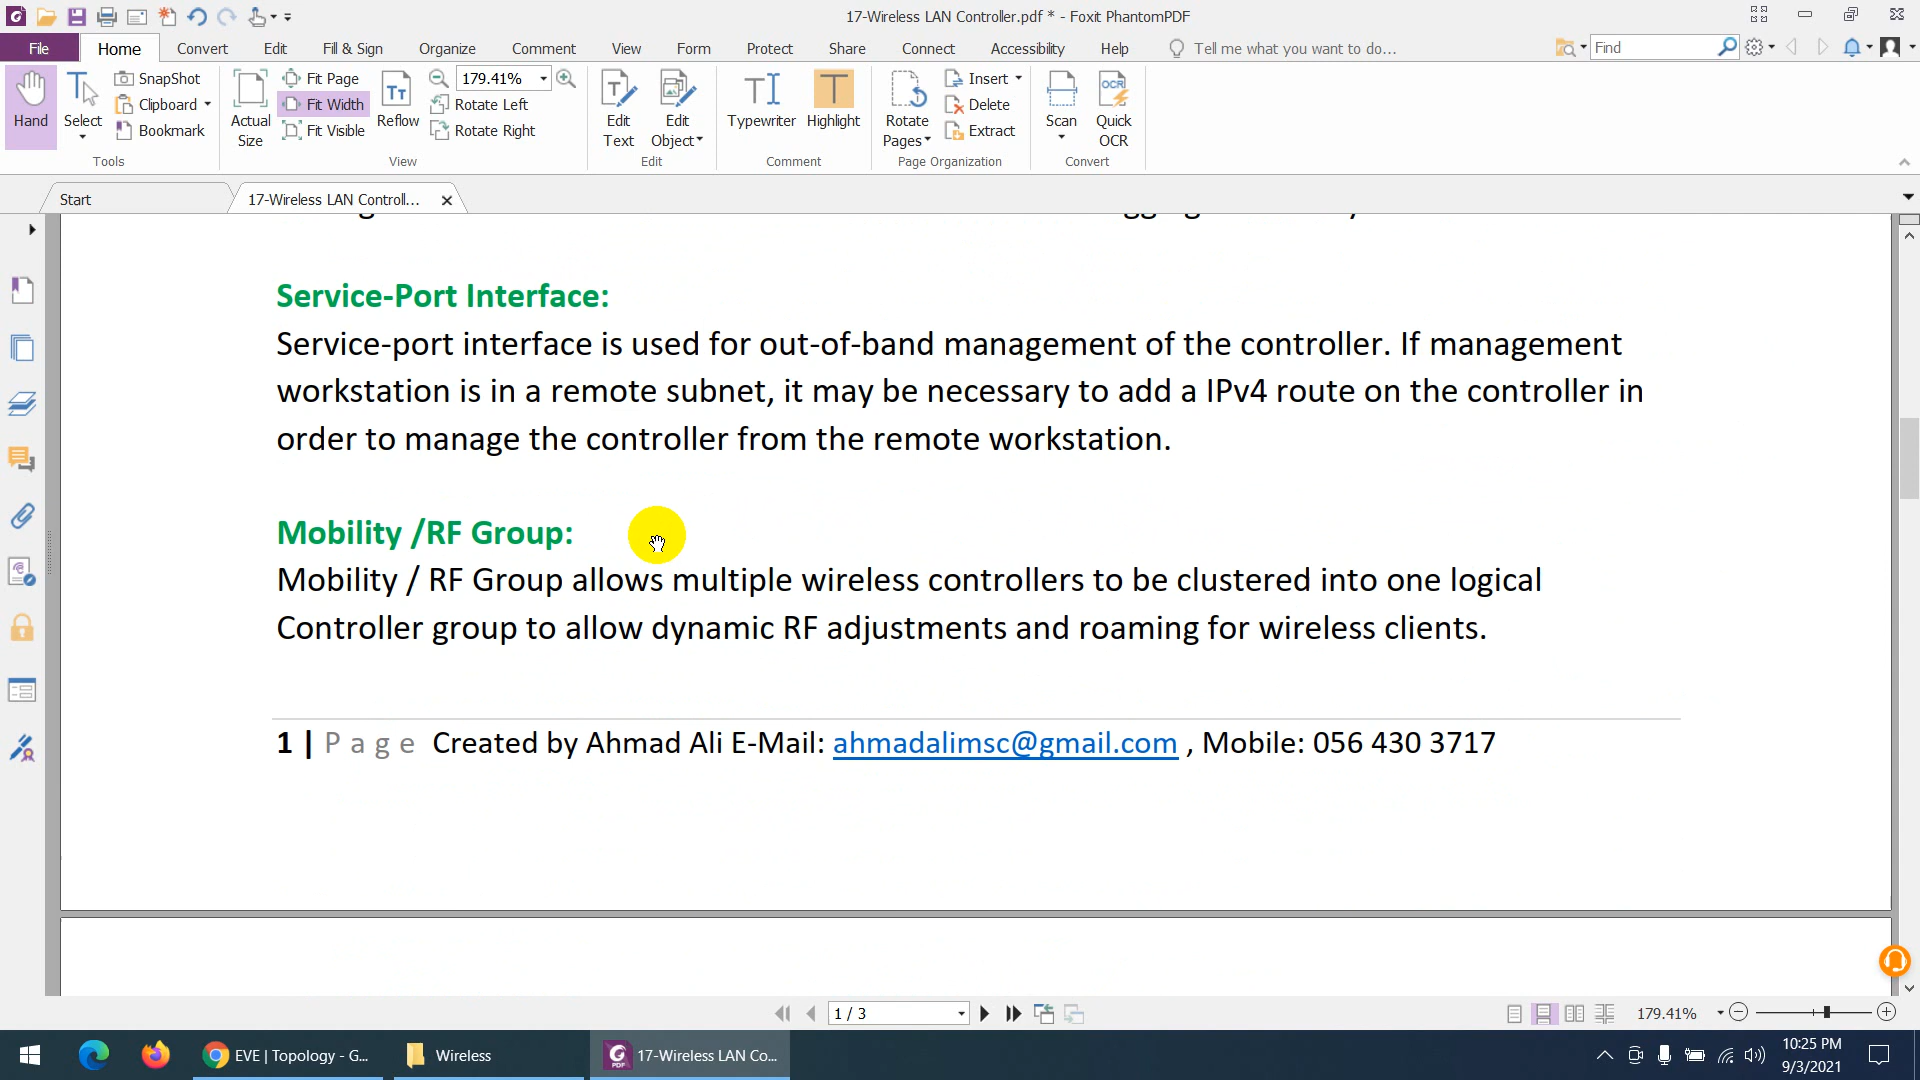 17-Wireless LAN Controller.pdf * - Foxit PhantomPDF
File Home Convert Edit Fill & Sign Organize Comment View Form Protect Share Connect Accessibility Help Tell me what you want to do... Find
Hand Select SnapShot Clipboard Bookmark
Tools
Actual Size Fit Page Fit Width Fit Visible Reflow 179.41% Rotate Left Rotate Right
View
Edit Text Edit Object
Edit
Typewriter Highlight
Comment
Rotate Pages Insert Delete Extract
Page Organization
Scan Quick OCR
Convert
Start 17-Wireless LAN Controll...
Service-Port Interface:
Service-port interface is used for out-of-band management of the controller. If management
workstation is in a remote subnet, it may be necessary to add a IPv4 route on the controller in
order to manage the controller from the remote workstation.
Mobility /RF Group:
Mobility / RF Group allows multiple wireless controllers to be clustered into one logical
Controller group to allow dynamic RF adjustments and roaming for wireless clients.
1 | P a g e Created by Ahmad Ali E-Mail: ahmadalimsc@gmail.com , Mobile: 056 430 3717
1 / 3 179.41%
EVE | Topology - G... Wireless 17-Wireless LAN Co...
10:25 PM
9/3/2021